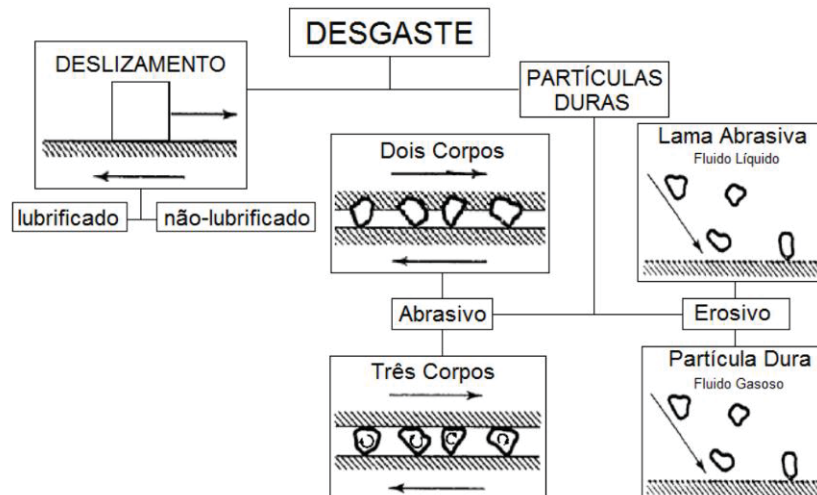 DESGASTE
DESLIZAMENTO
PARTÍCULAS
DURAS
lubrificado
não-lubrificado
Dois Corpos
Lama Abrasiva
Fluido Líquido
Abrasivo
Erosivo
Três Corpos
Partícula Dura
Fluido Gasoso